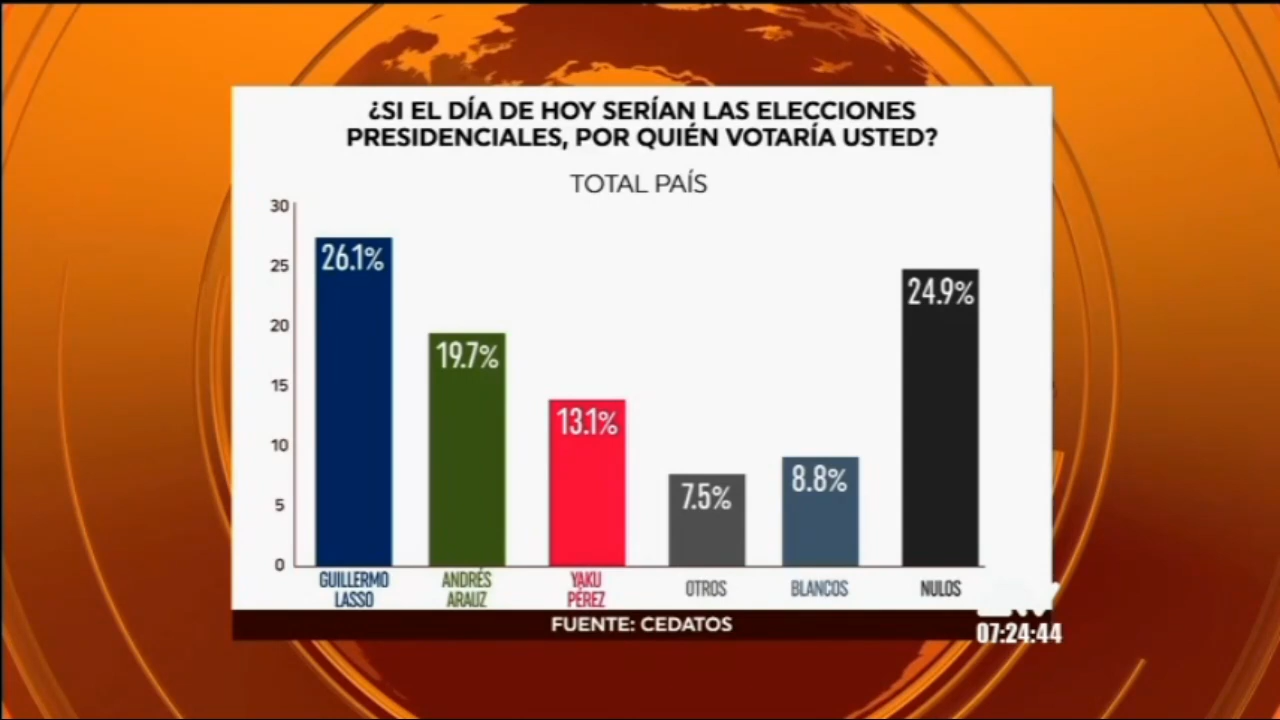 ¿SI EL DÍA DE HOY SERÍAN LAS ELECCIONES
PRESIDENCIALES, POR QUIÉN VOTARÍA USTED?
TOTAL PAÍS
30
25
20
15
10
5
0
26.1%
19.7%
13.1%
7.5%
8.8%
24.9%
GUILLERMO
LASSO
ANDRÉS
ARAUZ
YAKU
PÉREZ
OTROS
BLANCOS
NULOS
FUENTE: CEDATOS
07:24:44